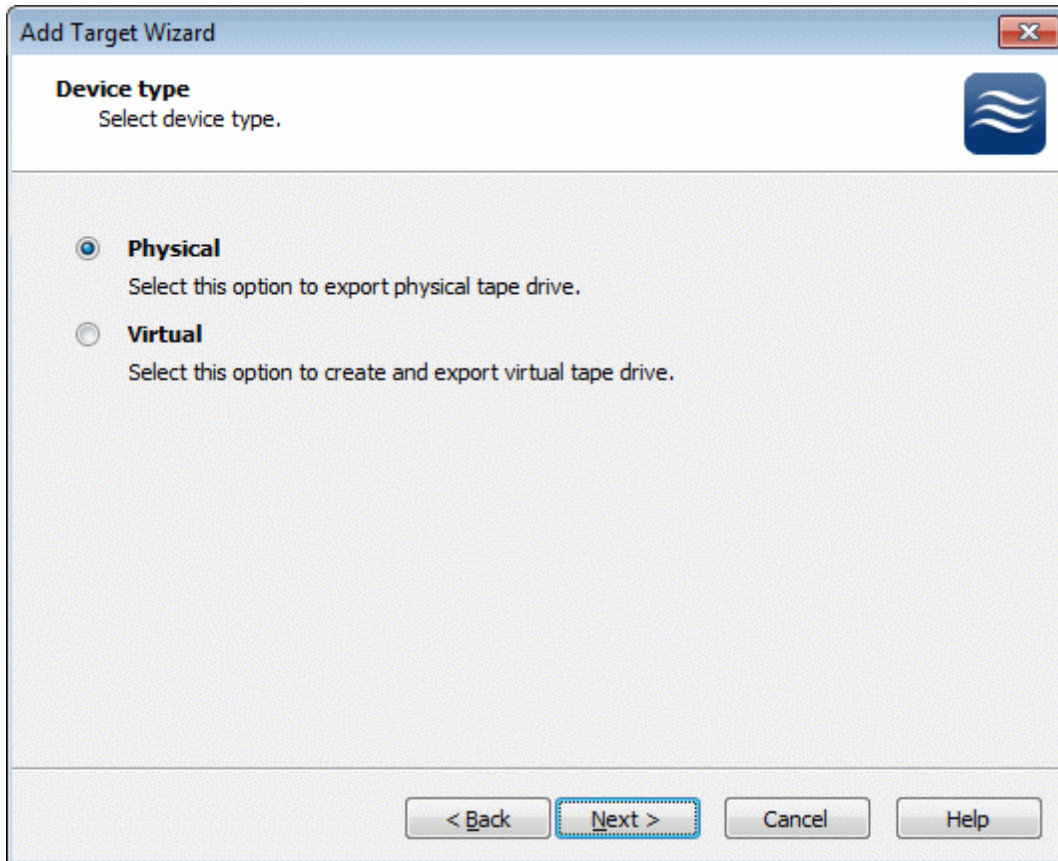 Add Target Wizard
Device type
Select device type.
Physical
Select this option to export physical tape drive.
Virtual
Select this option to create and export virtual tape drive.
< Back Next > Cancel Help